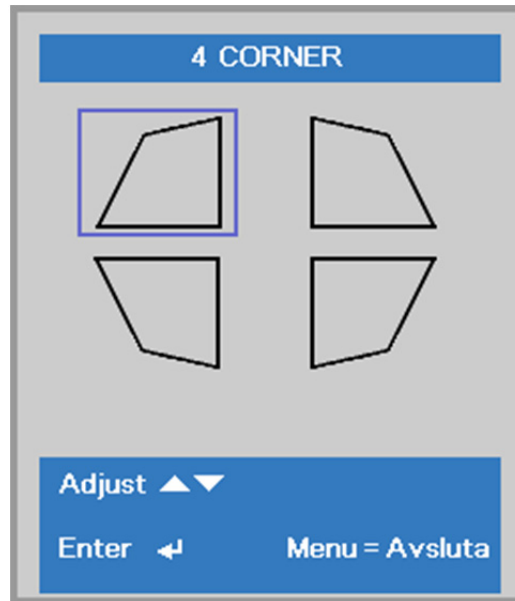 4 CORNER
Adjust ▲▼
Enter ↵
Menu = Avsluta